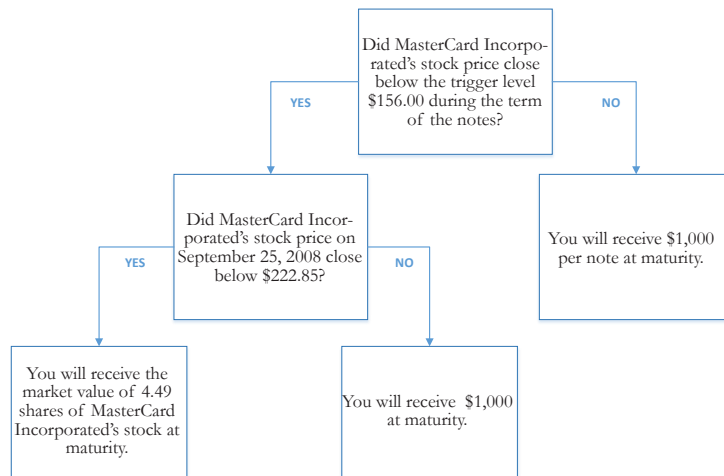 Did MasterCard Incorpo-
rated's stock price close
below the trigger level
$156.00 during the term
of the notes?
YES
NO
Did MasterCard Incor-
porated's stock price on
September 25, 2008 close
below $222.85?
You will receive $1,000
per note at maturity.
YES
NO
You will receive the
market value of 4.49
shares of MasterCard
Incorporated's stock at
maturity.
You will receive $1,000
at maturity.